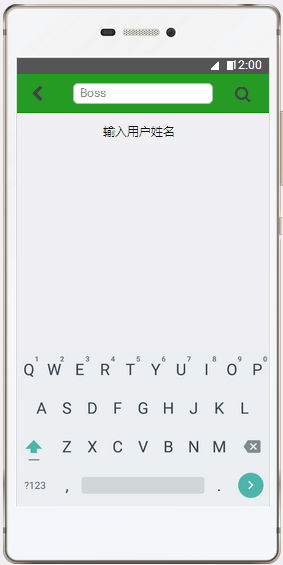 12:00
Boss
输入用户姓名
1 2 3 4 5 6 7 8 9 0
Q W E R T Y U I O P
A S D F G H J K L
Z X C V B N M
?123 , .